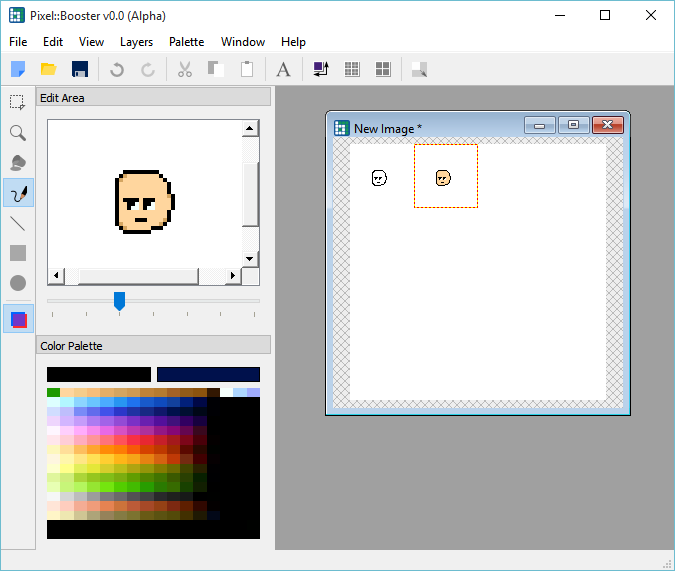 Pixel::Booster v0.0 (Alpha)
File Edit View Layers Palette Window Help
A
Edit Area
New Image *
Color Palette